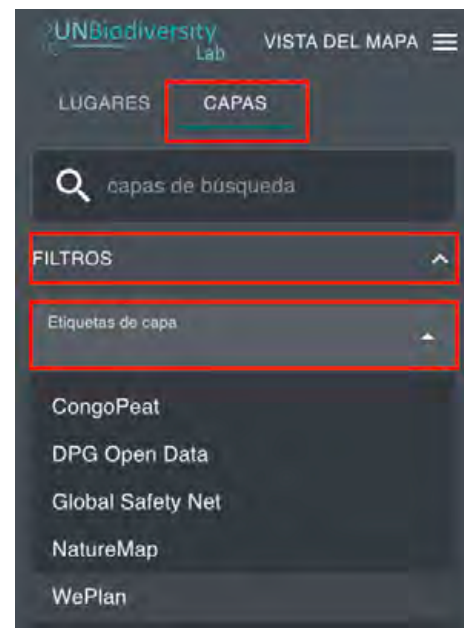 UNBiodiversity
Lab
VISTA DEL MAPA
LUGARES CAPAS
capas de búsqueda
FILTROS
Etiquetas de capa
CongoPeat
DPG Open Data
Global Safety Net
NatureMap
WePlan